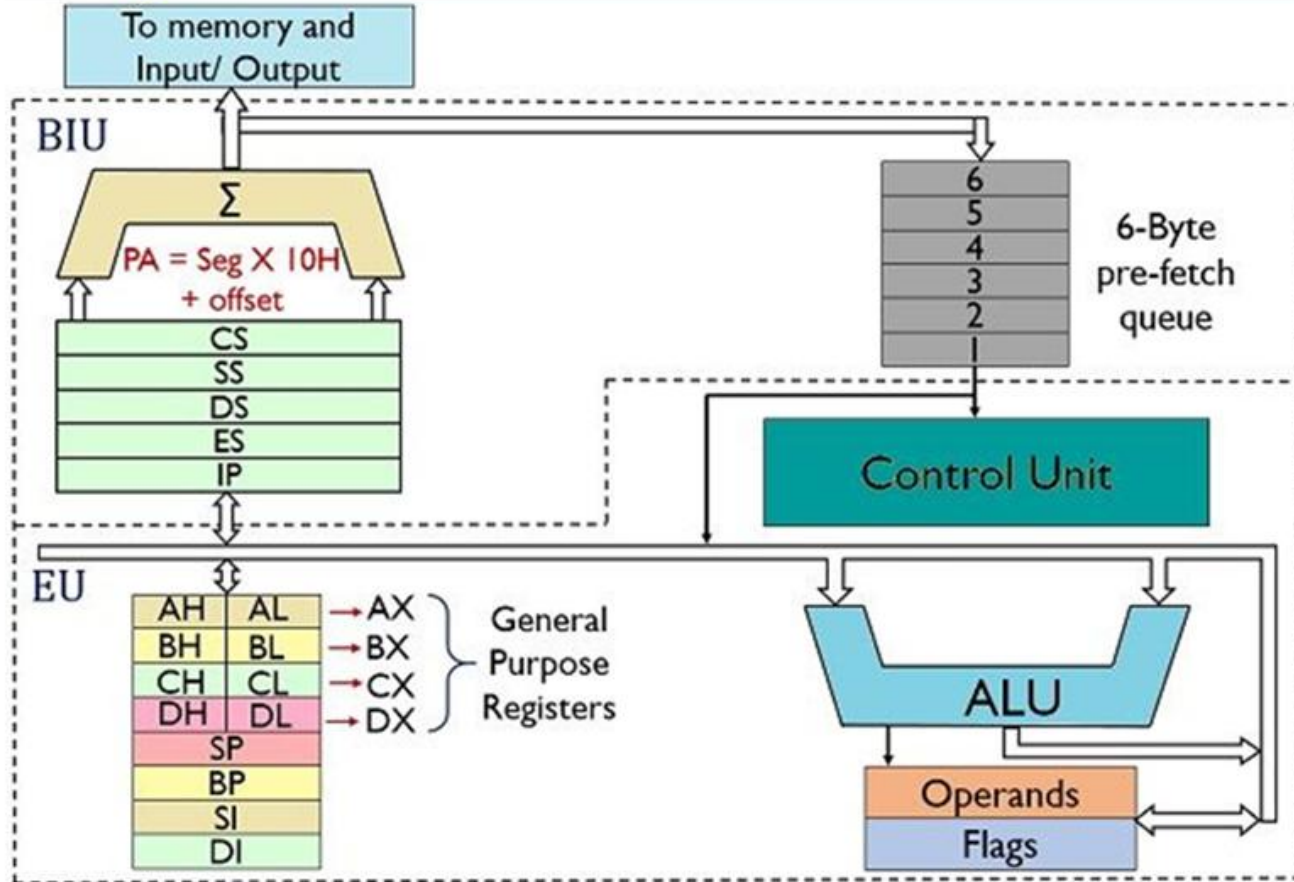 To memory and
Input/ Output
BIU
Σ
PA = Seg X 10H
+ offset
CS
SS
DS
ES
IP
6
5
4
3
2
1
6-Byte
pre-fetch
queue
Control Unit
EU
AH AL AX
BH BL BX
CH CL CX
DH DL DX
SP
BP
SI
DI
General
Purpose
Registers
ALU
Operands
Flags